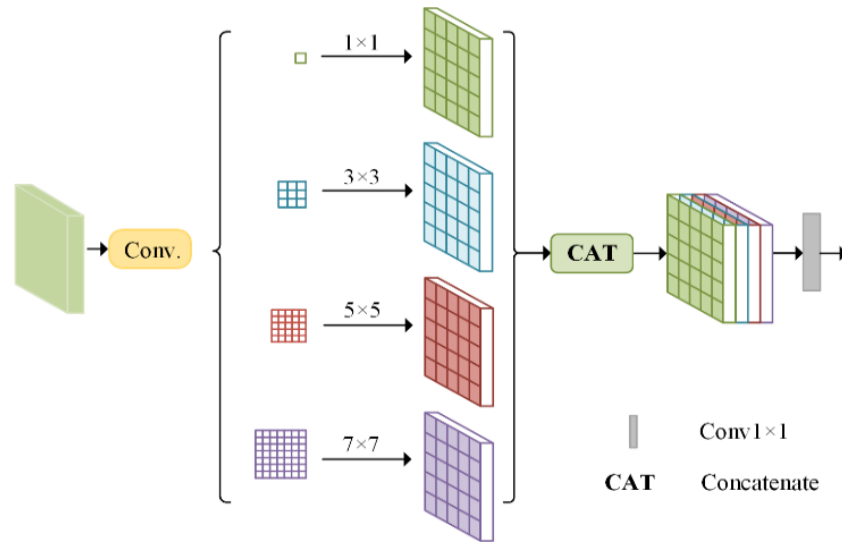 1×1
3×3
Conv.
CAT
5×5
Conv1×1
7×7
CAT Concatenate